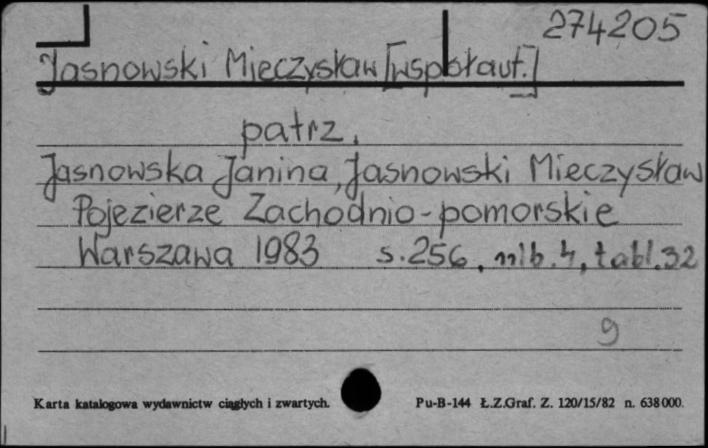 274205
Jasnowski Mieczysław [wspołaut.]
patrz.
Jasnowska Janina, Jasnowski Mieczysław
Pojezierze Zachodnio-pomorskie
Warszawa 1983 s.256, nlb.4, tabl.32
9
Karta katalogowa wydawnictw ciągłych i zwartych. Pu-B-144 Ł.Z.Graf. Z. 120/15/82 n. 638000.